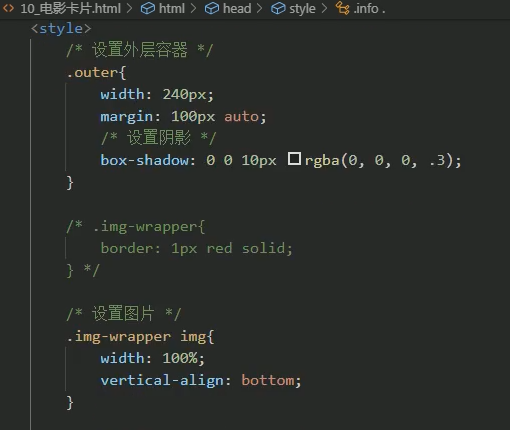 10_电影卡片.html > html > head > style > .info .
<style>
/* 设置外层容器 */
.outer{
width: 240px;
margin: 100px auto;
/* 设置阴影 */
box-shadow: 0 0 10px rgba(0, 0, 0, .3);
}
/* .img-wrapper{
border: 1px red solid;
} */
/* 设置图片 */
.img-wrapper img{
width: 100%;
vertical-align: bottom;
}